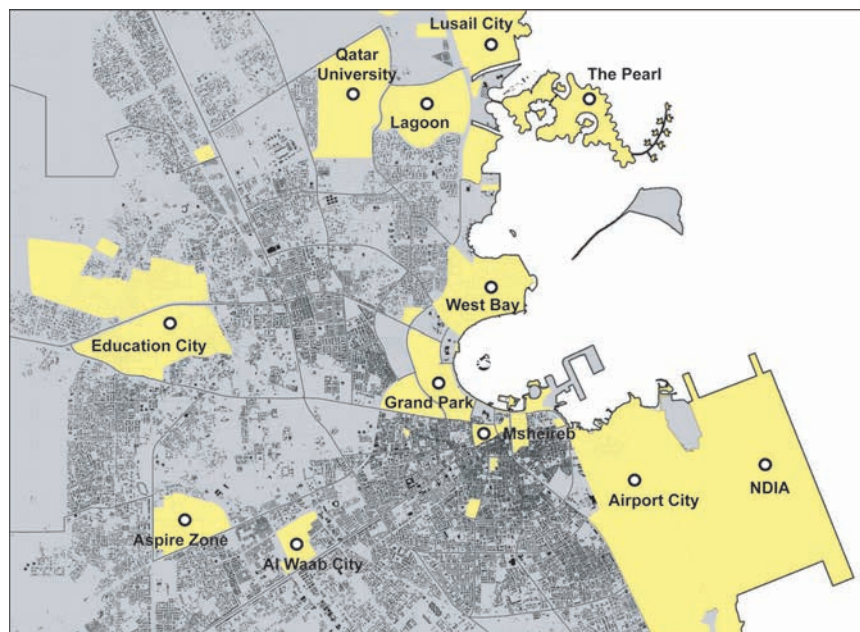 Lusail City
Qatar
University
The Pearl
Lagoon
West Bay
Education City
Grand Park
Msheireb
Airport City
NDIA
Aspire Zone
Al Waab City